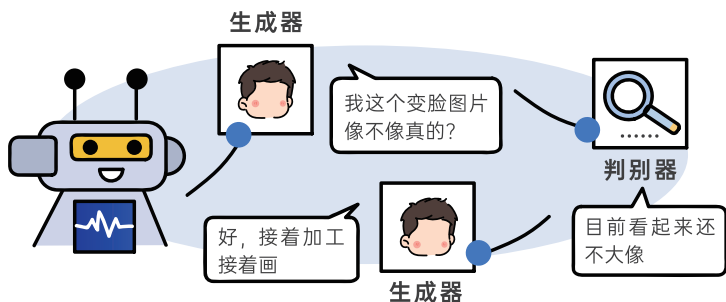 生成器
我这个变脸图片
像不像真的？
判别器
目前看起来还
不大像
好，接着加工
接着画
生成器